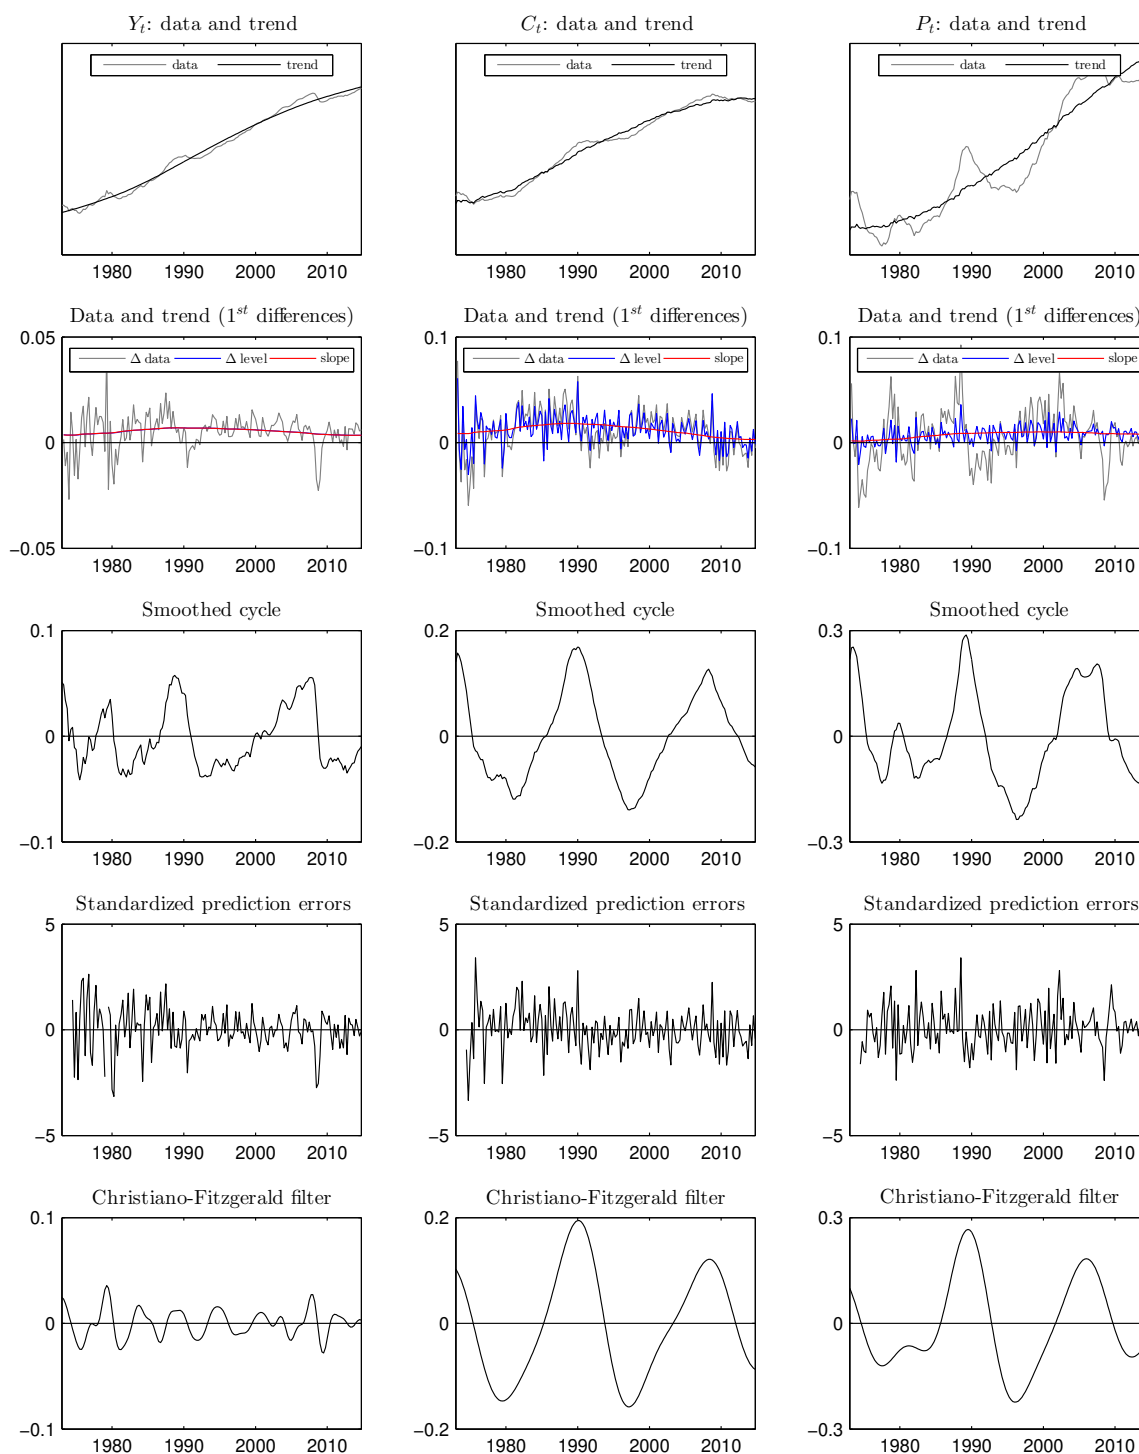 Y_t: data and trend C_t: data and trend P_t: data and trend
data trend data trend data trend
1980 1990 2000 2010 1980 1990 2000 2010 1980 1990 2000 2010
Data and trend (1^st differences) Data and trend (1^st differences) Data and trend (1^st differences)
0.05 0.1 0.1
Δ data Δ level slope Δ data Δ level slope Δ data Δ level slope
0 0 0
−0.05 −0.1 −0.1
1980 1990 2000 2010 1980 1990 2000 2010 1980 1990 2000 2010
Smoothed cycle Smoothed cycle Smoothed cycle
0.1 0.2 0.3
0 0 0
−0.1 −0.2 −0.3
1980 1990 2000 2010 1980 1990 2000 2010 1980 1990 2000 2010
Standardized prediction errors Standardized prediction errors Standardized prediction errors
5 5 5
0 0 0
−5 −5 −5
1980 1990 2000 2010 1980 1990 2000 2010 1980 1990 2000 2010
Christiano-Fitzgerald filter Christiano-Fitzgerald filter Christiano-Fitzgerald filter
0.1 0.2 0.3
0 0 0
−0.1 −0.2 −0.3
1980 1990 2000 2010 1980 1990 2000 2010 1980 1990 2000 2010